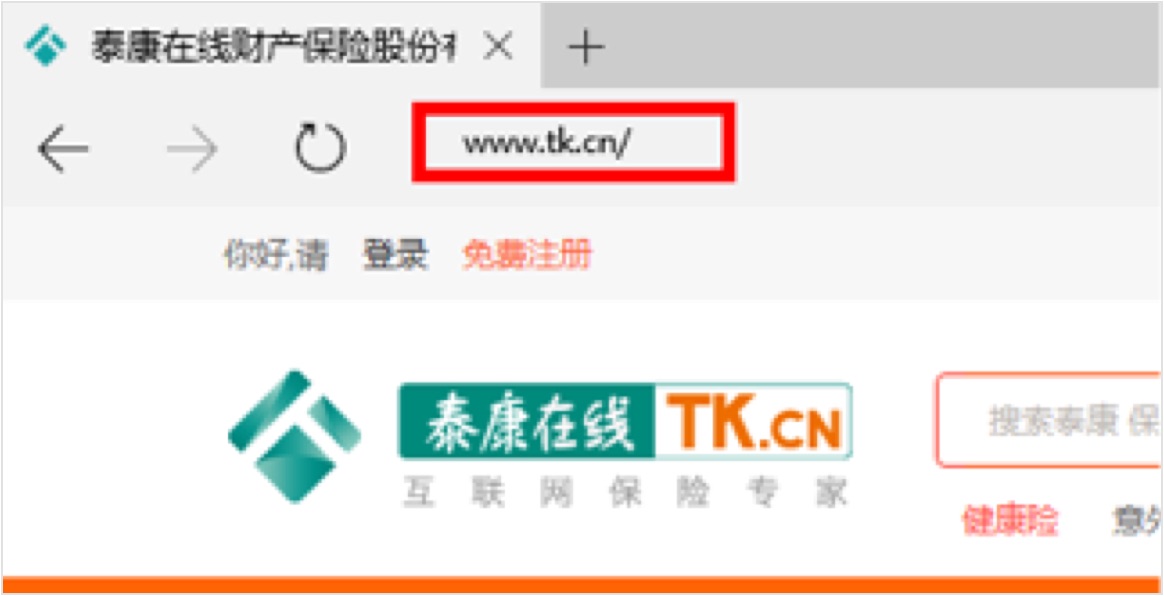 泰康在线财产保险股份有
www.tk.cn/
你好,请 登录 免费注册
泰康在线 TK.CN
互联网保险专家
搜索泰康 保
健康险 意外